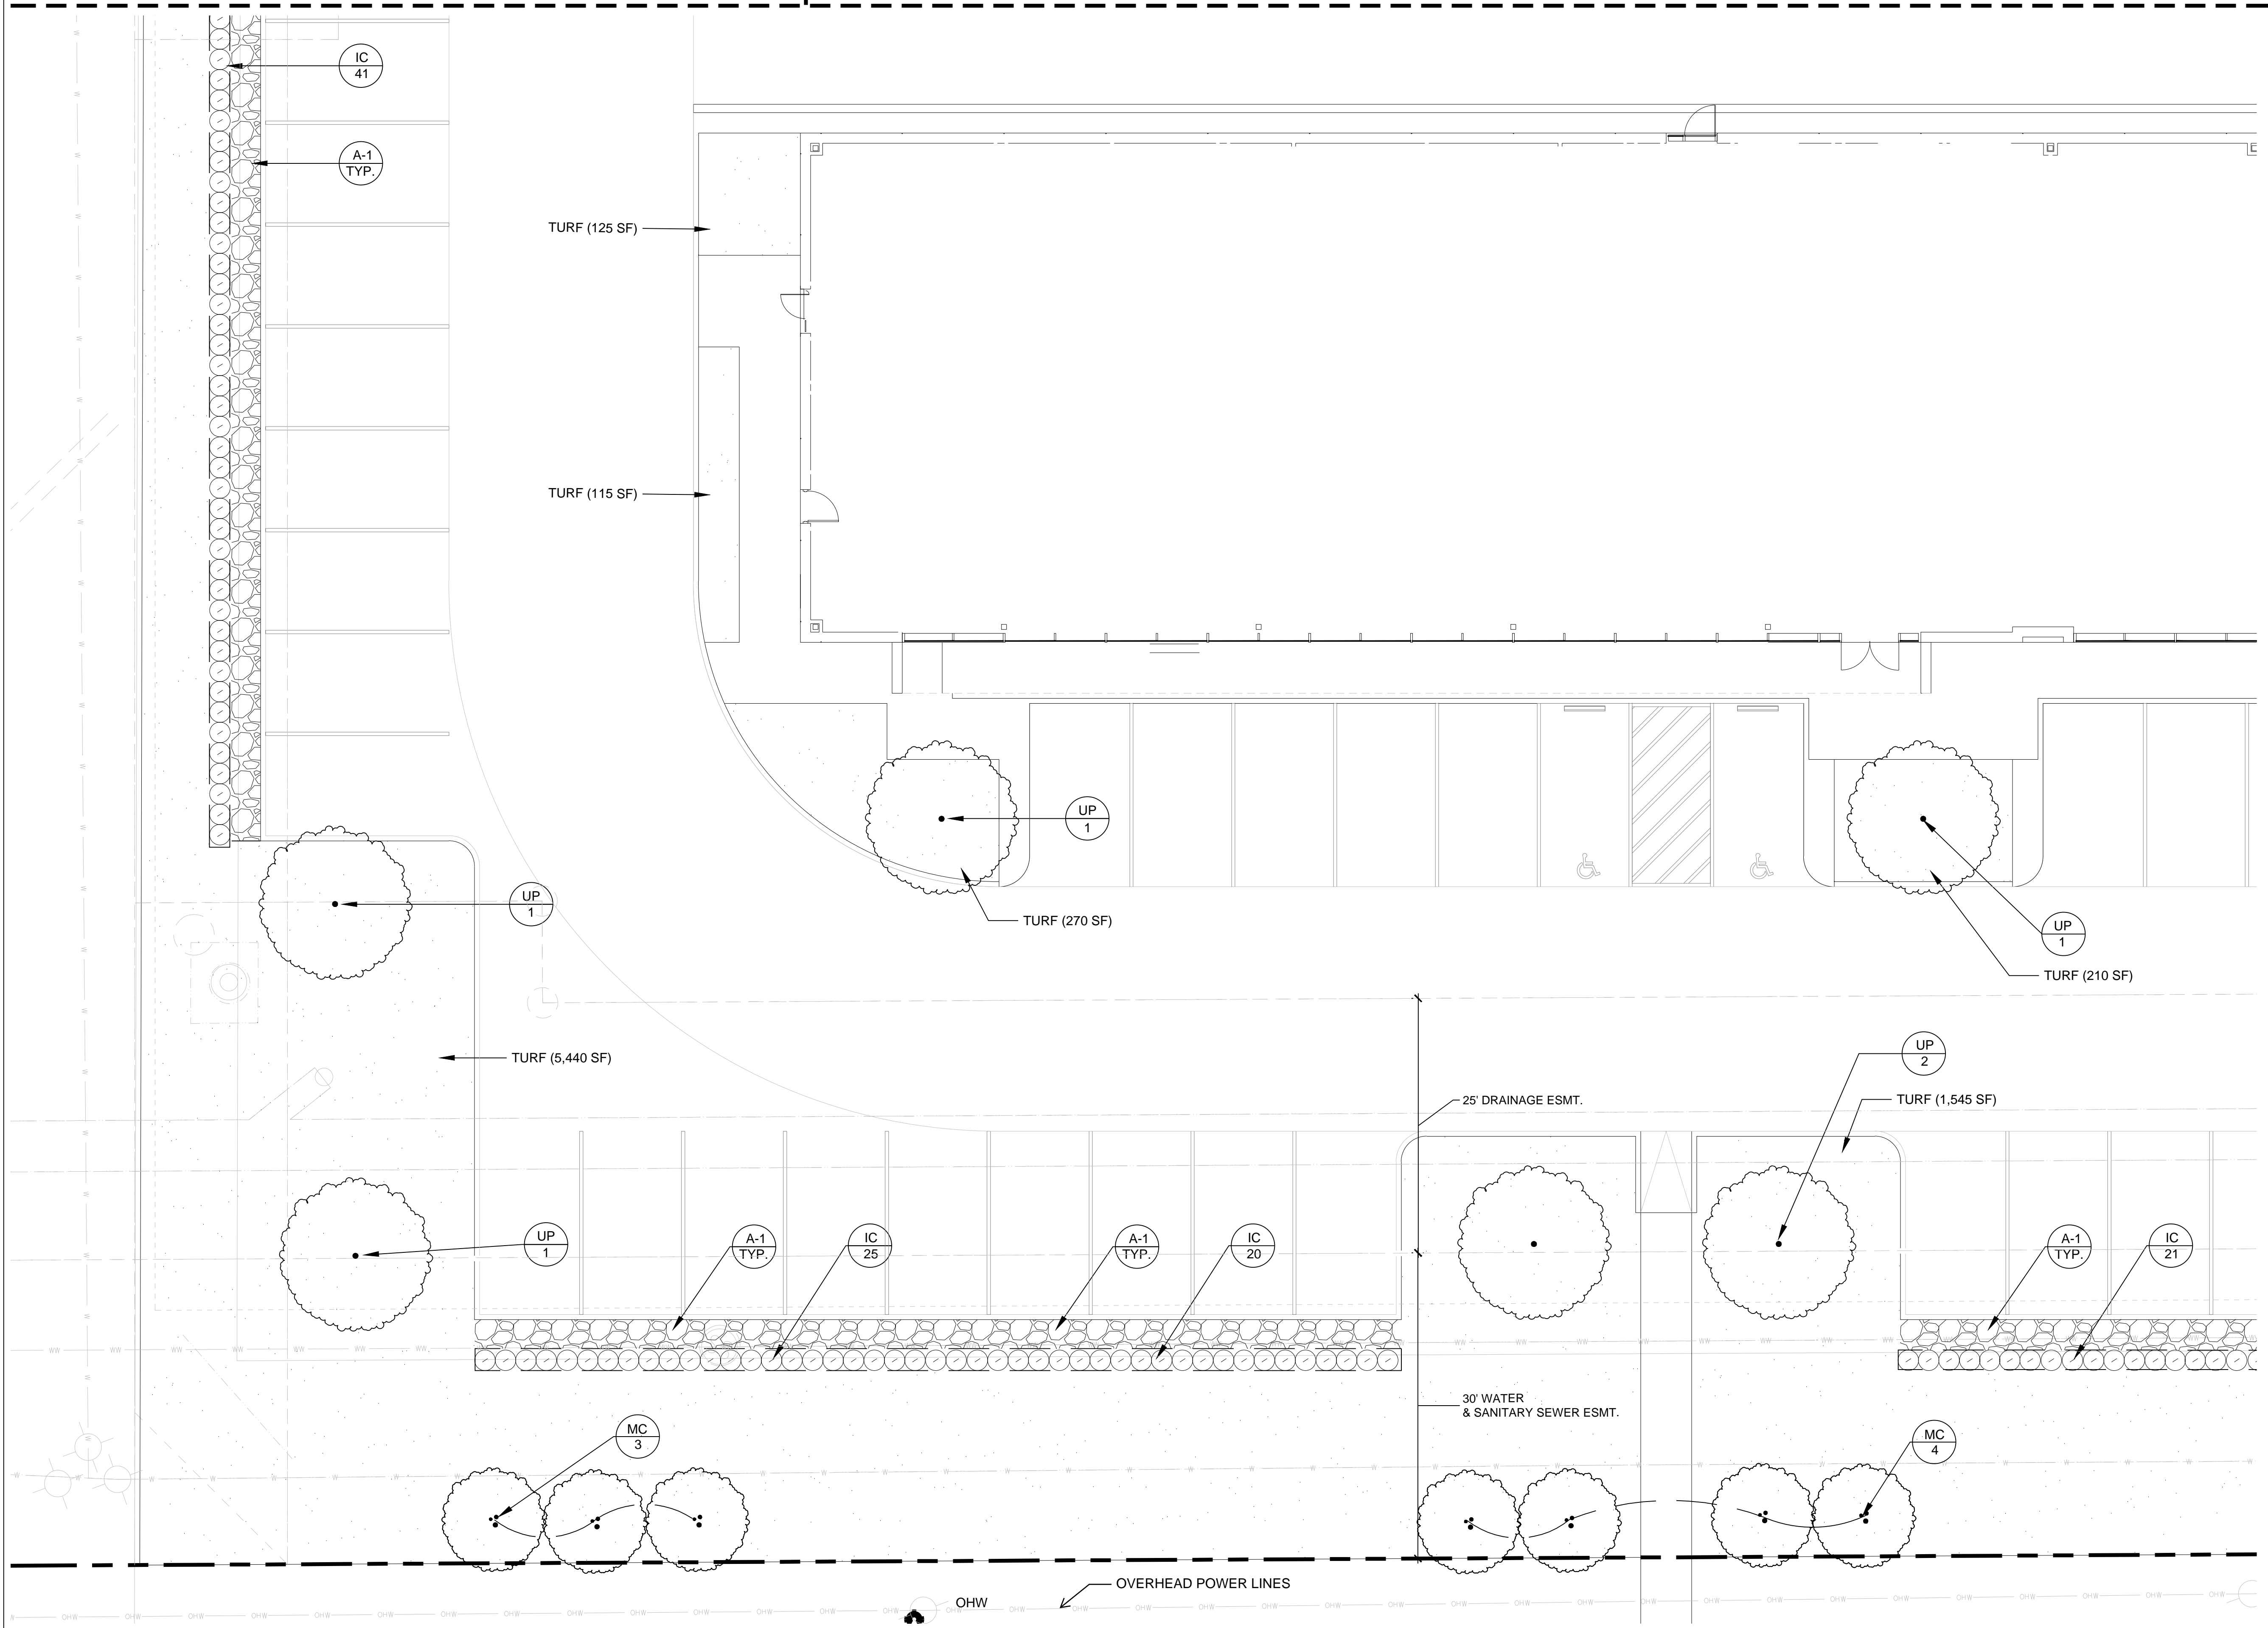 IC
41
A-1
TYP.
TURF (125 SF)
TURF (115 SF)
UP
1
UP
1
UP
1
TURF (270 SF)
UP
1
TURF (210 SF)
TURF (5,440 SF)
UP
2
25' DRAINAGE ESMT.
TURF (1,545 SF)
UP
1
A-1
TYP.
IC
25
A-1
TYP.
IC
20
A-1
TYP.
IC
21
30' WATER
& SANITARY SEWER ESMT.
MC
3
MC
4
OVERHEAD POWER LINES
OHW